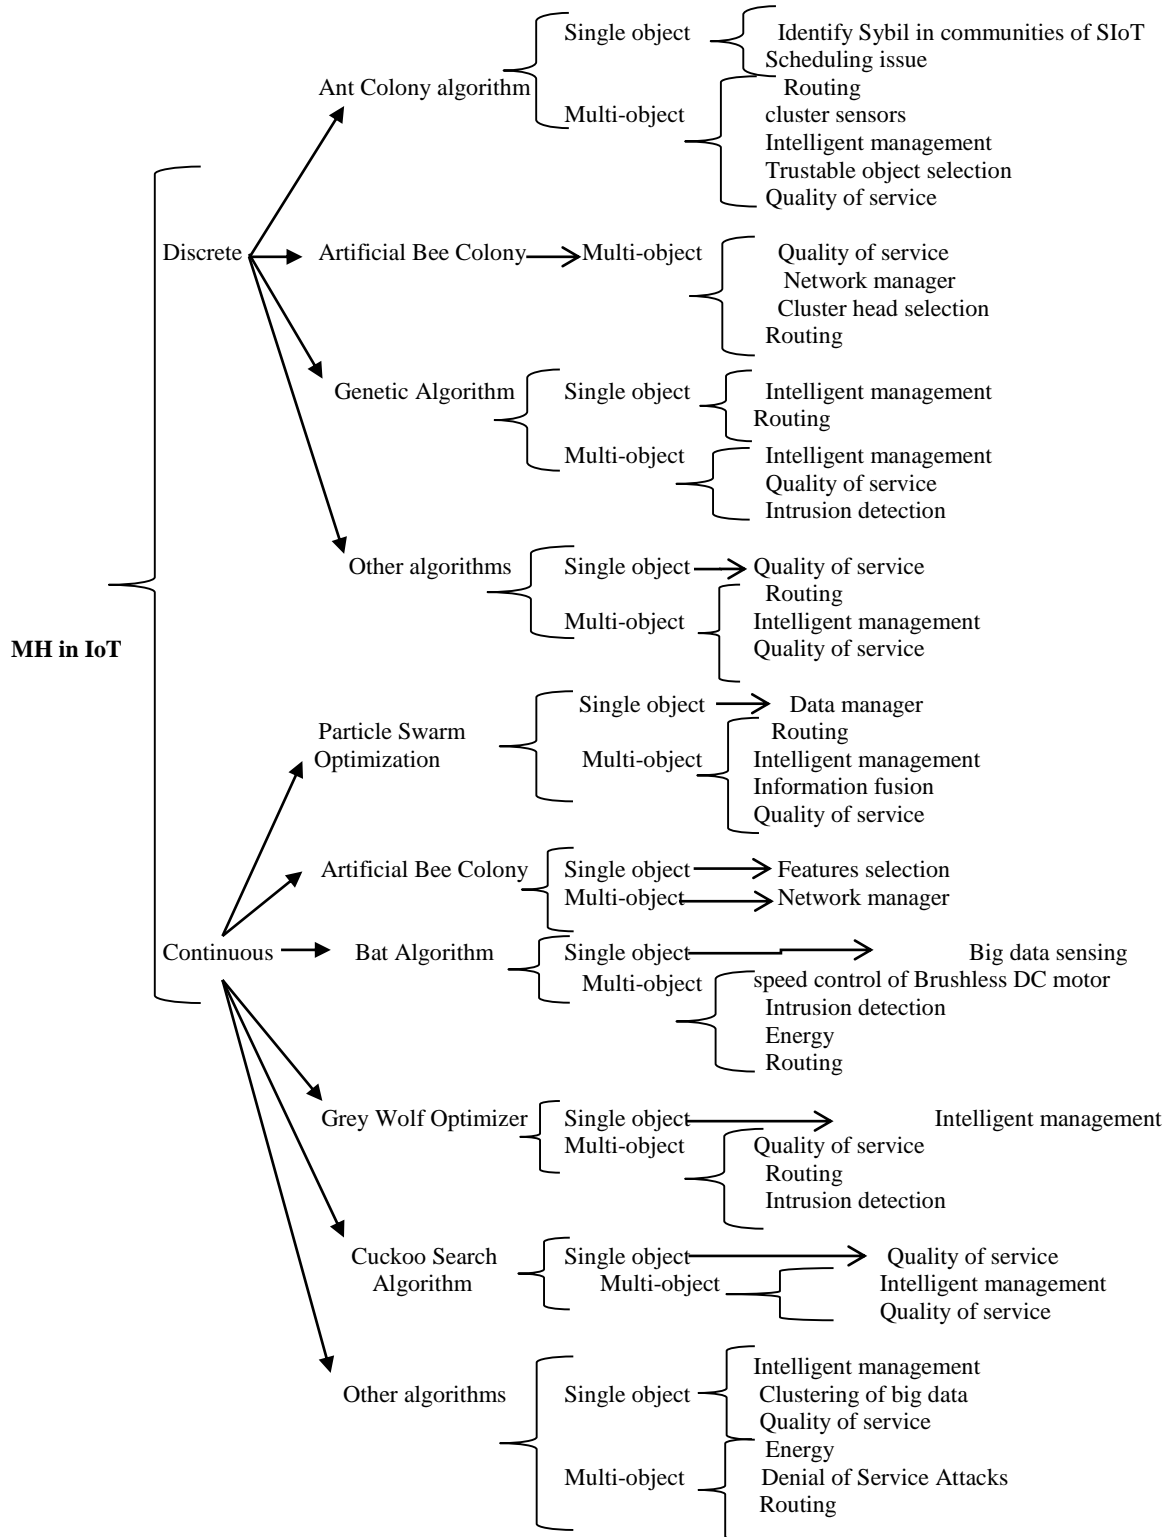 Single object
Identify Sybil in communities of SIoT
Scheduling issue
Ant Colony algorithm
Routing
Multi-object
cluster sensors
Intelligent management
Trustable object selection
Quality of service
Discrete
Artificial Bee Colony
Multi-object
Quality of service
Network manager
Cluster head selection
Routing
Genetic Algorithm
Single object
Intelligent management
Routing
Multi-object
Intelligent management
Quality of service
Intrusion detection
Other algorithms
Single object
Quality of service
Routing
Multi-object
Intelligent management
Quality of service
MH in IoT
Single object
Data manager
Particle Swarm
Optimization
Routing
Multi-object
Intelligent management
Information fusion
Quality of service
Artificial Bee Colony
Single object
Features selection
Multi-object
Network manager
Continuous
Bat Algorithm
Single object
Big data sensing
Multi-object
speed control of Brushless DC motor
Intrusion detection
Energy
Routing
Grey Wolf Optimizer
Single object
Intelligent management
Multi-object
Quality of service
Routing
Intrusion detection
Cuckoo Search
Algorithm
Single object
Quality of service
Multi-object
Intelligent management
Quality of service
Other algorithms
Single object
Intelligent management
Clustering of big data
Quality of service
Multi-object
Energy
Denial of Service Attacks
Routing